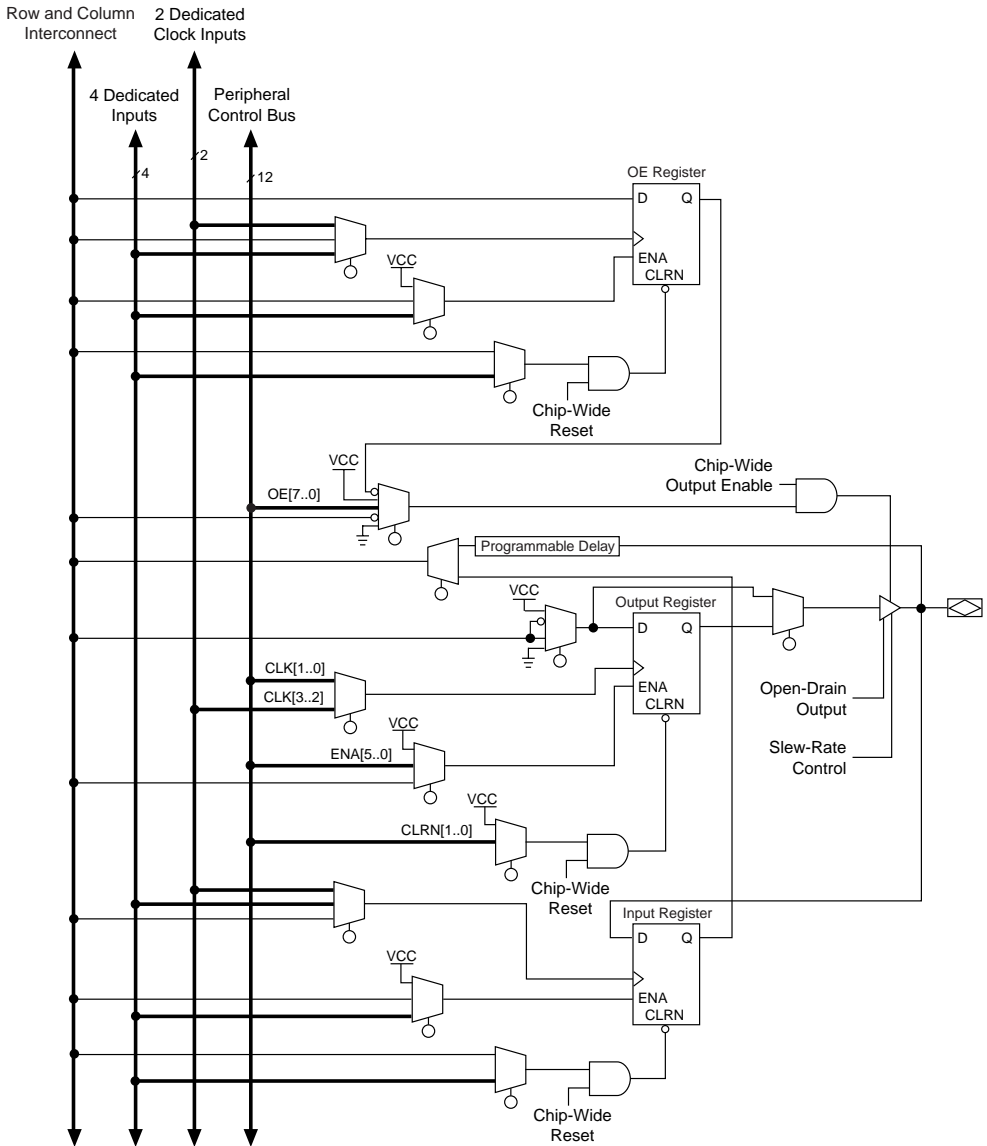 Row and Column
Interconnect
2 Dedicated
Clock Inputs
4 Dedicated
Inputs
Peripheral
Control Bus
2
4
12
OE Register
D Q
ENA
CLRN
VCC
Chip-Wide
Reset
VCC
OE[7..0]
Chip-Wide
Output Enable
Programmable Delay
VCC
Output Register
D Q
CLK[1..0]
CLK[3..2]
ENA
CLRN
Open-Drain
Output
VCC
ENA[5..0]
Slew-Rate
Control
VCC
CLRN[1..0]
Chip-Wide
Reset
Input Register
D Q
VCC
ENA
CLRN
Chip-Wide
Reset